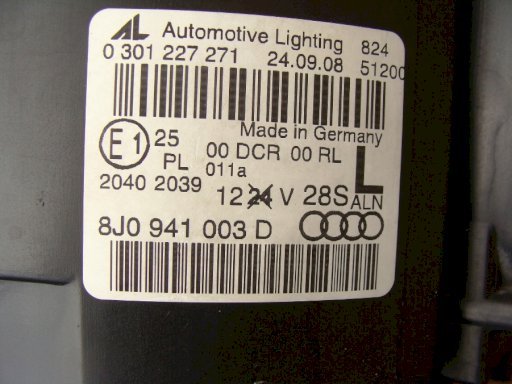 AL Automotive Lighting 824
0 301 227 271 24.09.08 51200
Made in Germany
E1 25 00 DCR 00 RL L
PL 011a
2040 2039 12 24 V 28S ALN
8J0 941 003 D